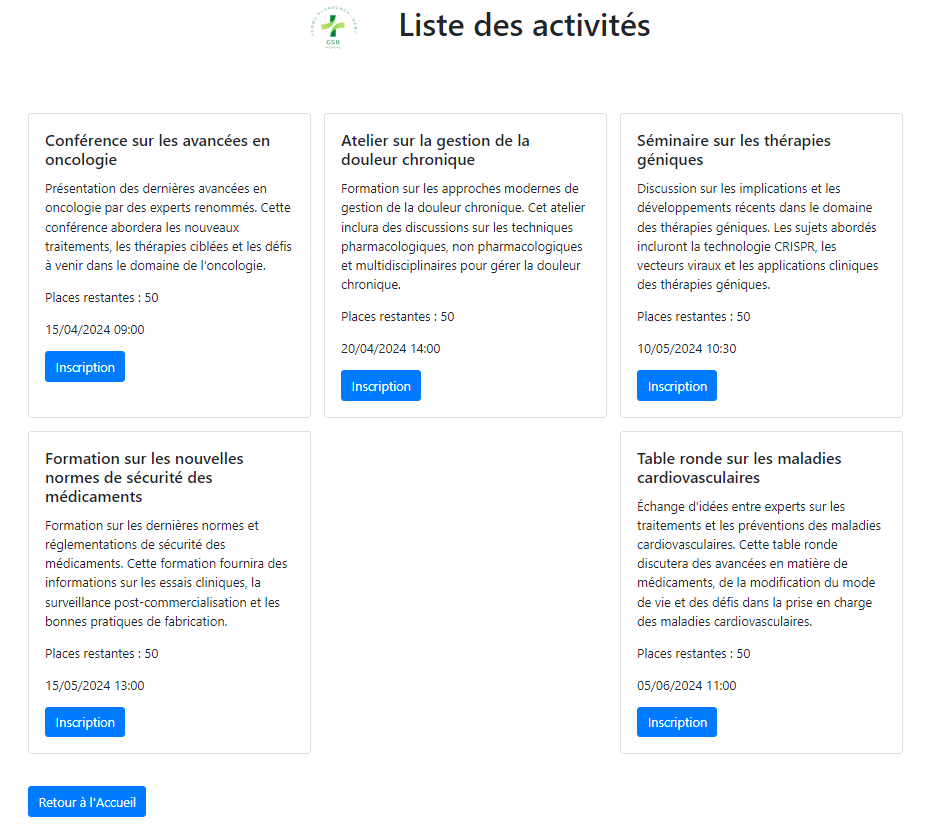 GSB
Liste des activités
Conférence sur les avancées en
oncologie
Présentation des dernières avancées en
oncologie par des experts renommés. Cette
conférence abordera les nouveaux
traitements, les thérapies ciblées et les défis
à venir dans le domaine de l'oncologie.
Places restantes : 50
15/04/2024 09:00
Inscription
Atelier sur la gestion de la
douleur chronique
Formation sur les approches modernes de
gestion de la douleur chronique. Cet atelier
inclura des discussions sur les techniques
pharmacologiques, non pharmacologiques
et multidisciplinaires pour gérer la douleur
chronique.
Places restantes : 50
20/04/2024 14:00
Inscription
Séminaire sur les thérapies
géniques
Discussion sur les implications et les
développements récents dans le domaine
des thérapies géniques. Les sujets abordés
incluront la technologie CRISPR, les
vecteurs viraux et les applications cliniques
des thérapies géniques.
Places restantes : 50
10/05/2024 10:30
Inscription
Formation sur les nouvelles
normes de sécurité des
médicaments
Formation sur les dernières normes et
réglementations de sécurité des
médicaments. Cette formation fournira des
informations sur les essais cliniques, la
surveillance post-commercialisation et les
bonnes pratiques de fabrication.
Places restantes : 50
15/05/2024 13:00
Inscription
Table ronde sur les maladies
cardiovasculaires
Échange d'idées entre experts sur les
traitements et les préventions des maladies
cardiovasculaires. Cette table ronde
discutera des avancées en matière de
médicaments, de la modification du mode
de vie et des défis dans la prise en charge
des maladies cardiovasculaires.
Places restantes : 50
05/06/2024 11:00
Inscription
Retour à l'Accueil